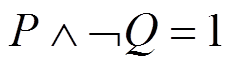 P ∧ ¬Q = 1